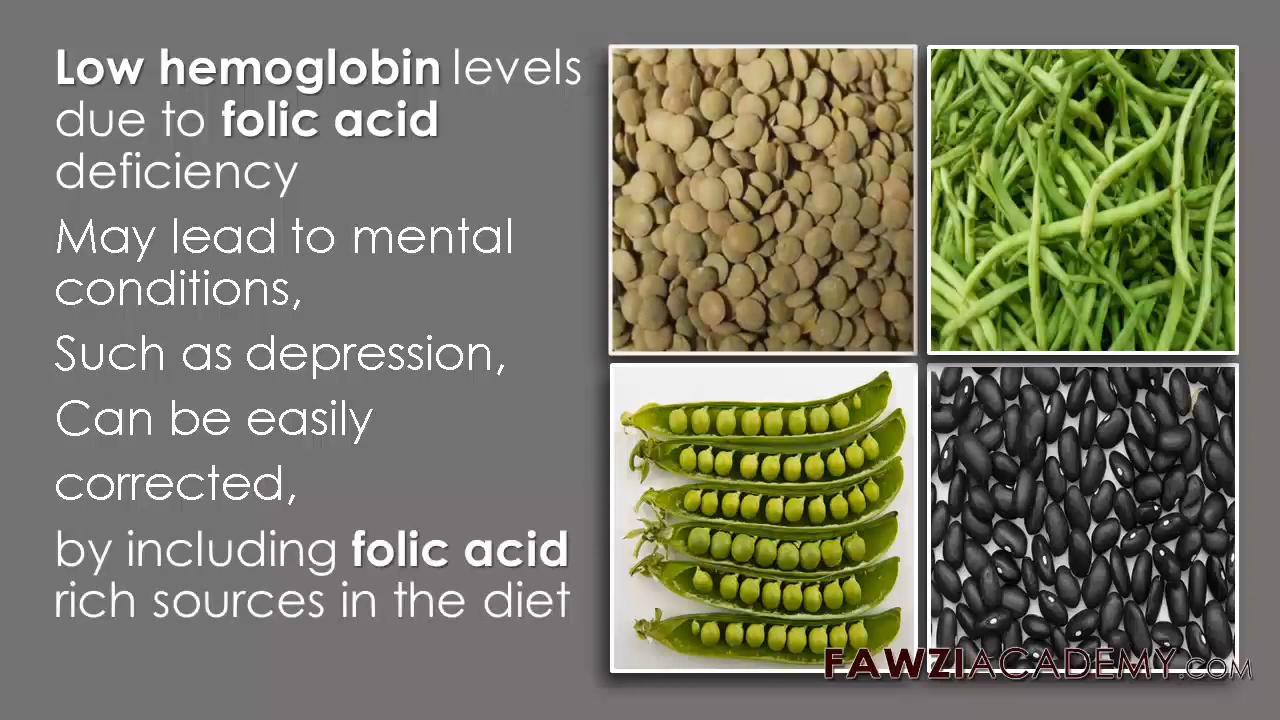 Low hemoglobin levels
due to folic acid
deficiency
May lead to mental
conditions,
Such as depression,
Can be easily
corrected,
by including folic acid
rich sources in the diet
FAWZIACADEMY.COM